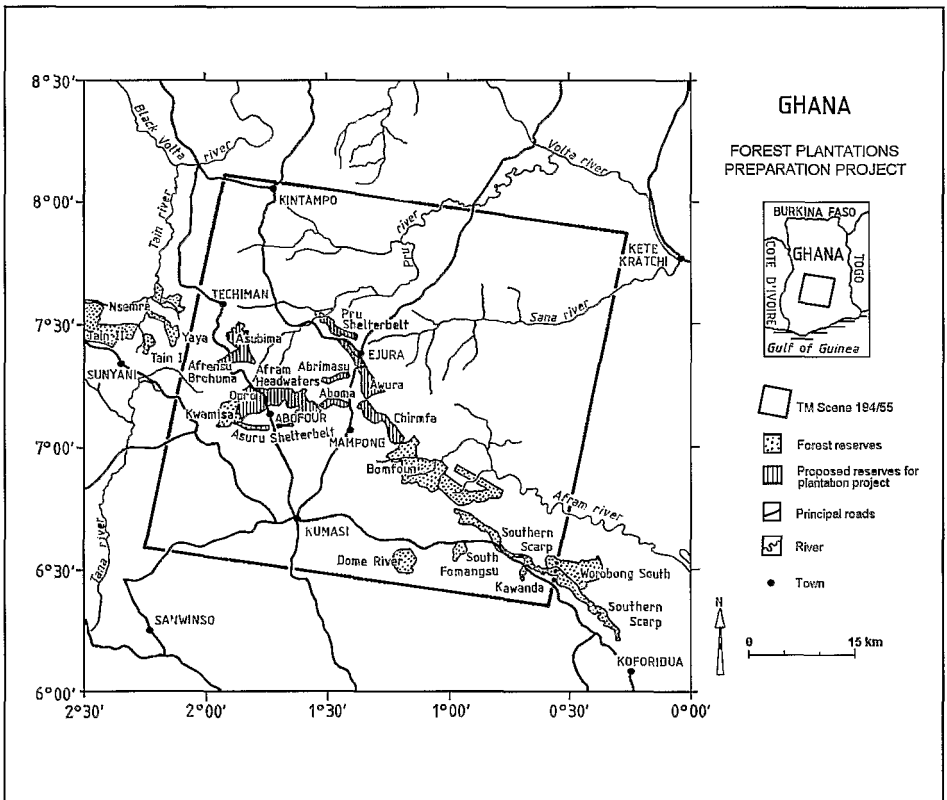 8°30'
8°00'
7°30'
7°00'
6°30'
6°00'
2°30'
2°00'
1°30'
1°00'
0°30'
0°00'
Black Volta river
Volta river
KINTAMPO
Tain river
Pru river
KETE
KRATCHI
TECHIMAN
Sana river
Nsemre
Pru
Shelterbelt
Tain II
Yaya
Asubima
EJURA
Tain I
SUNYANI
Afrensu
Brohuma
Afram
Headwaters
Abrimasu
Awura
Opro
Aboma
Kwamisa
ABOFOUR
Chirmfa
Asuru Shelterbelt
MAMPONG
Bomfoum
Afram river
Tana river
KUMASI
Southern
Scarp
Dome River
South
Fomangsu
Worobong South
Kawanda
Southern
Scarp
SANWINSO
KOFORIDUA
GHANA
FOREST PLANTATIONS
PREPARATION PROJECT
BURKINA FASO
COTE D'IVOIRE
GHANA
TOGO
Gulf of Guinea
TM Scene 194/55
Forest reserves
Proposed reserves for
plantation project
Principal roads
River
Town
N
0 15 km